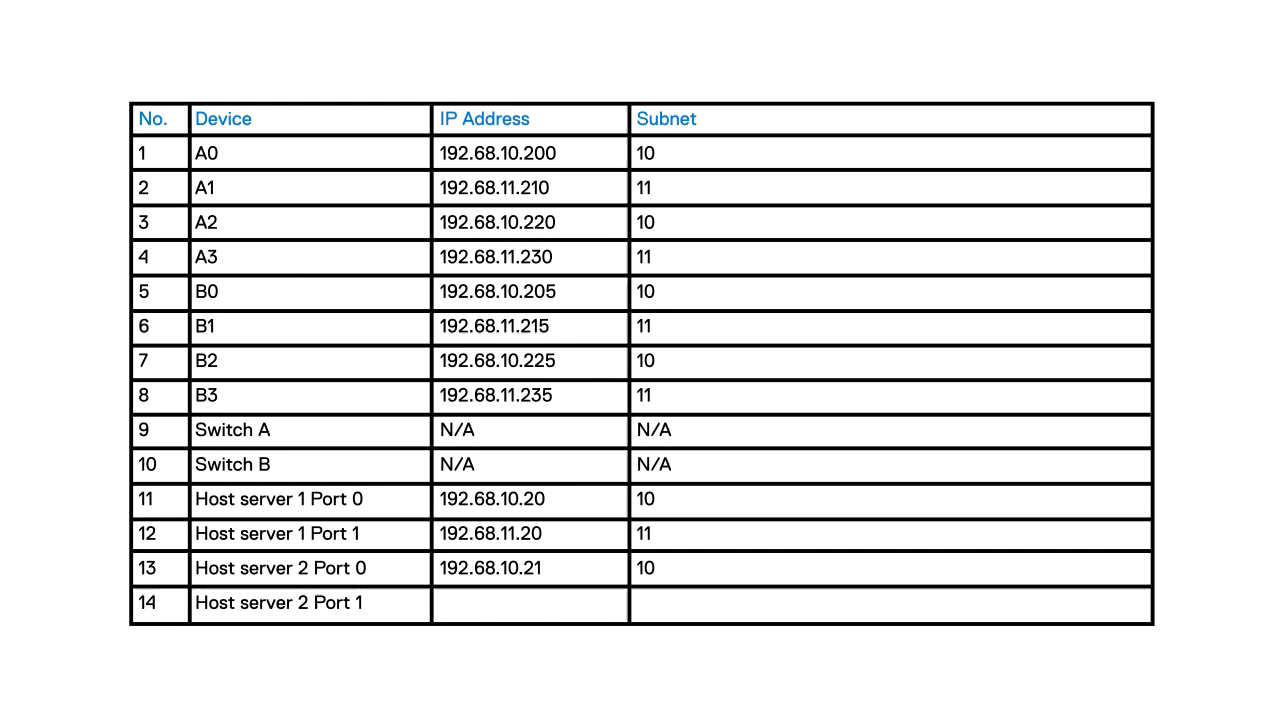 No. Device IP Address Subnet
1 A0 192.68.10.200 10
2 A1 192.68.11.210 11
3 A2 192.68.10.220 10
4 A3 192.68.11.230 11
5 B0 192.68.10.205 10
6 B1 192.68.11.215 11
7 B2 192.68.10.225 10
8 B3 192.68.11.235 11
9 Switch A N/A N/A
10 Switch B N/A N/A
11 Host server 1 Port 0 192.68.10.20 10
12 Host server 1 Port 1 192.68.11.20 11
13 Host server 2 Port 0 192.68.10.21 10
14 Host server 2 Port 1